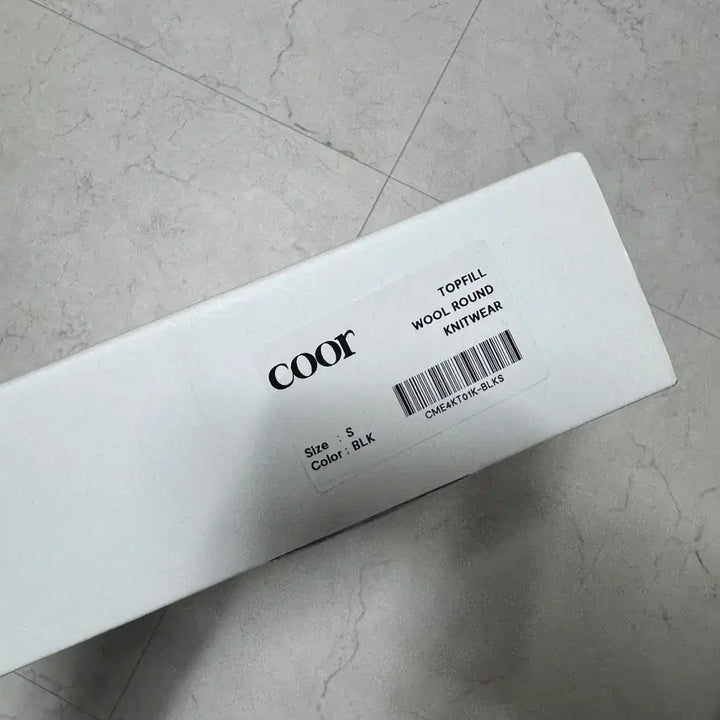 coor
TOPFILL
WOOL ROUND
KNITWEAR
CME4KT01K-BLKS
Size : S
Color : BLK